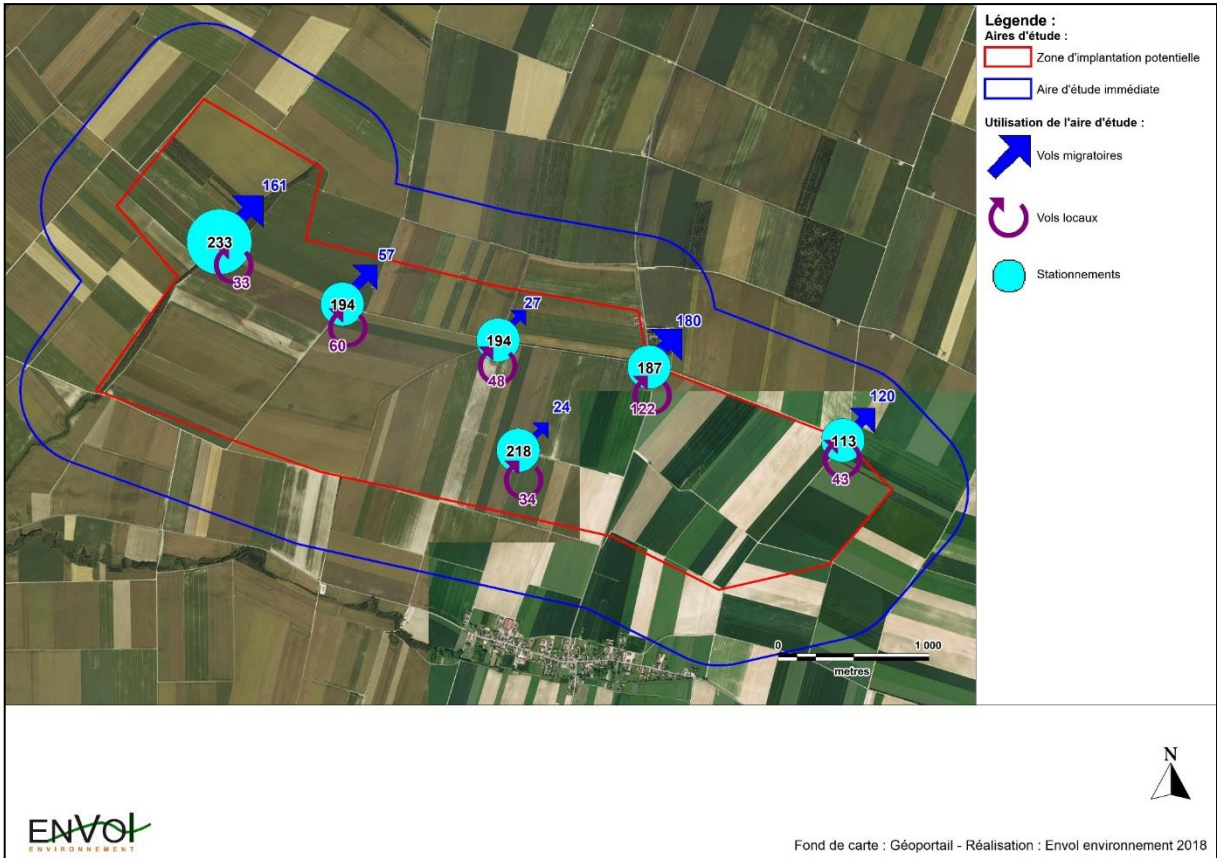 Légende :
Aires d'étude :
Zone d'implantation potentielle
Aire d'étude immédiate
Utilisation de l'aire d'étude :
Vols migratoires
Vols locaux
Stationnements
161
233
33
57
194
60
27
194
48
180
187
122
24
218
34
120
113
43
0 1 000
metres
N
ENVOl
ENVIRONNEMENT
Fond de carte : Géoportail - Réalisation : Envol environnement 2018